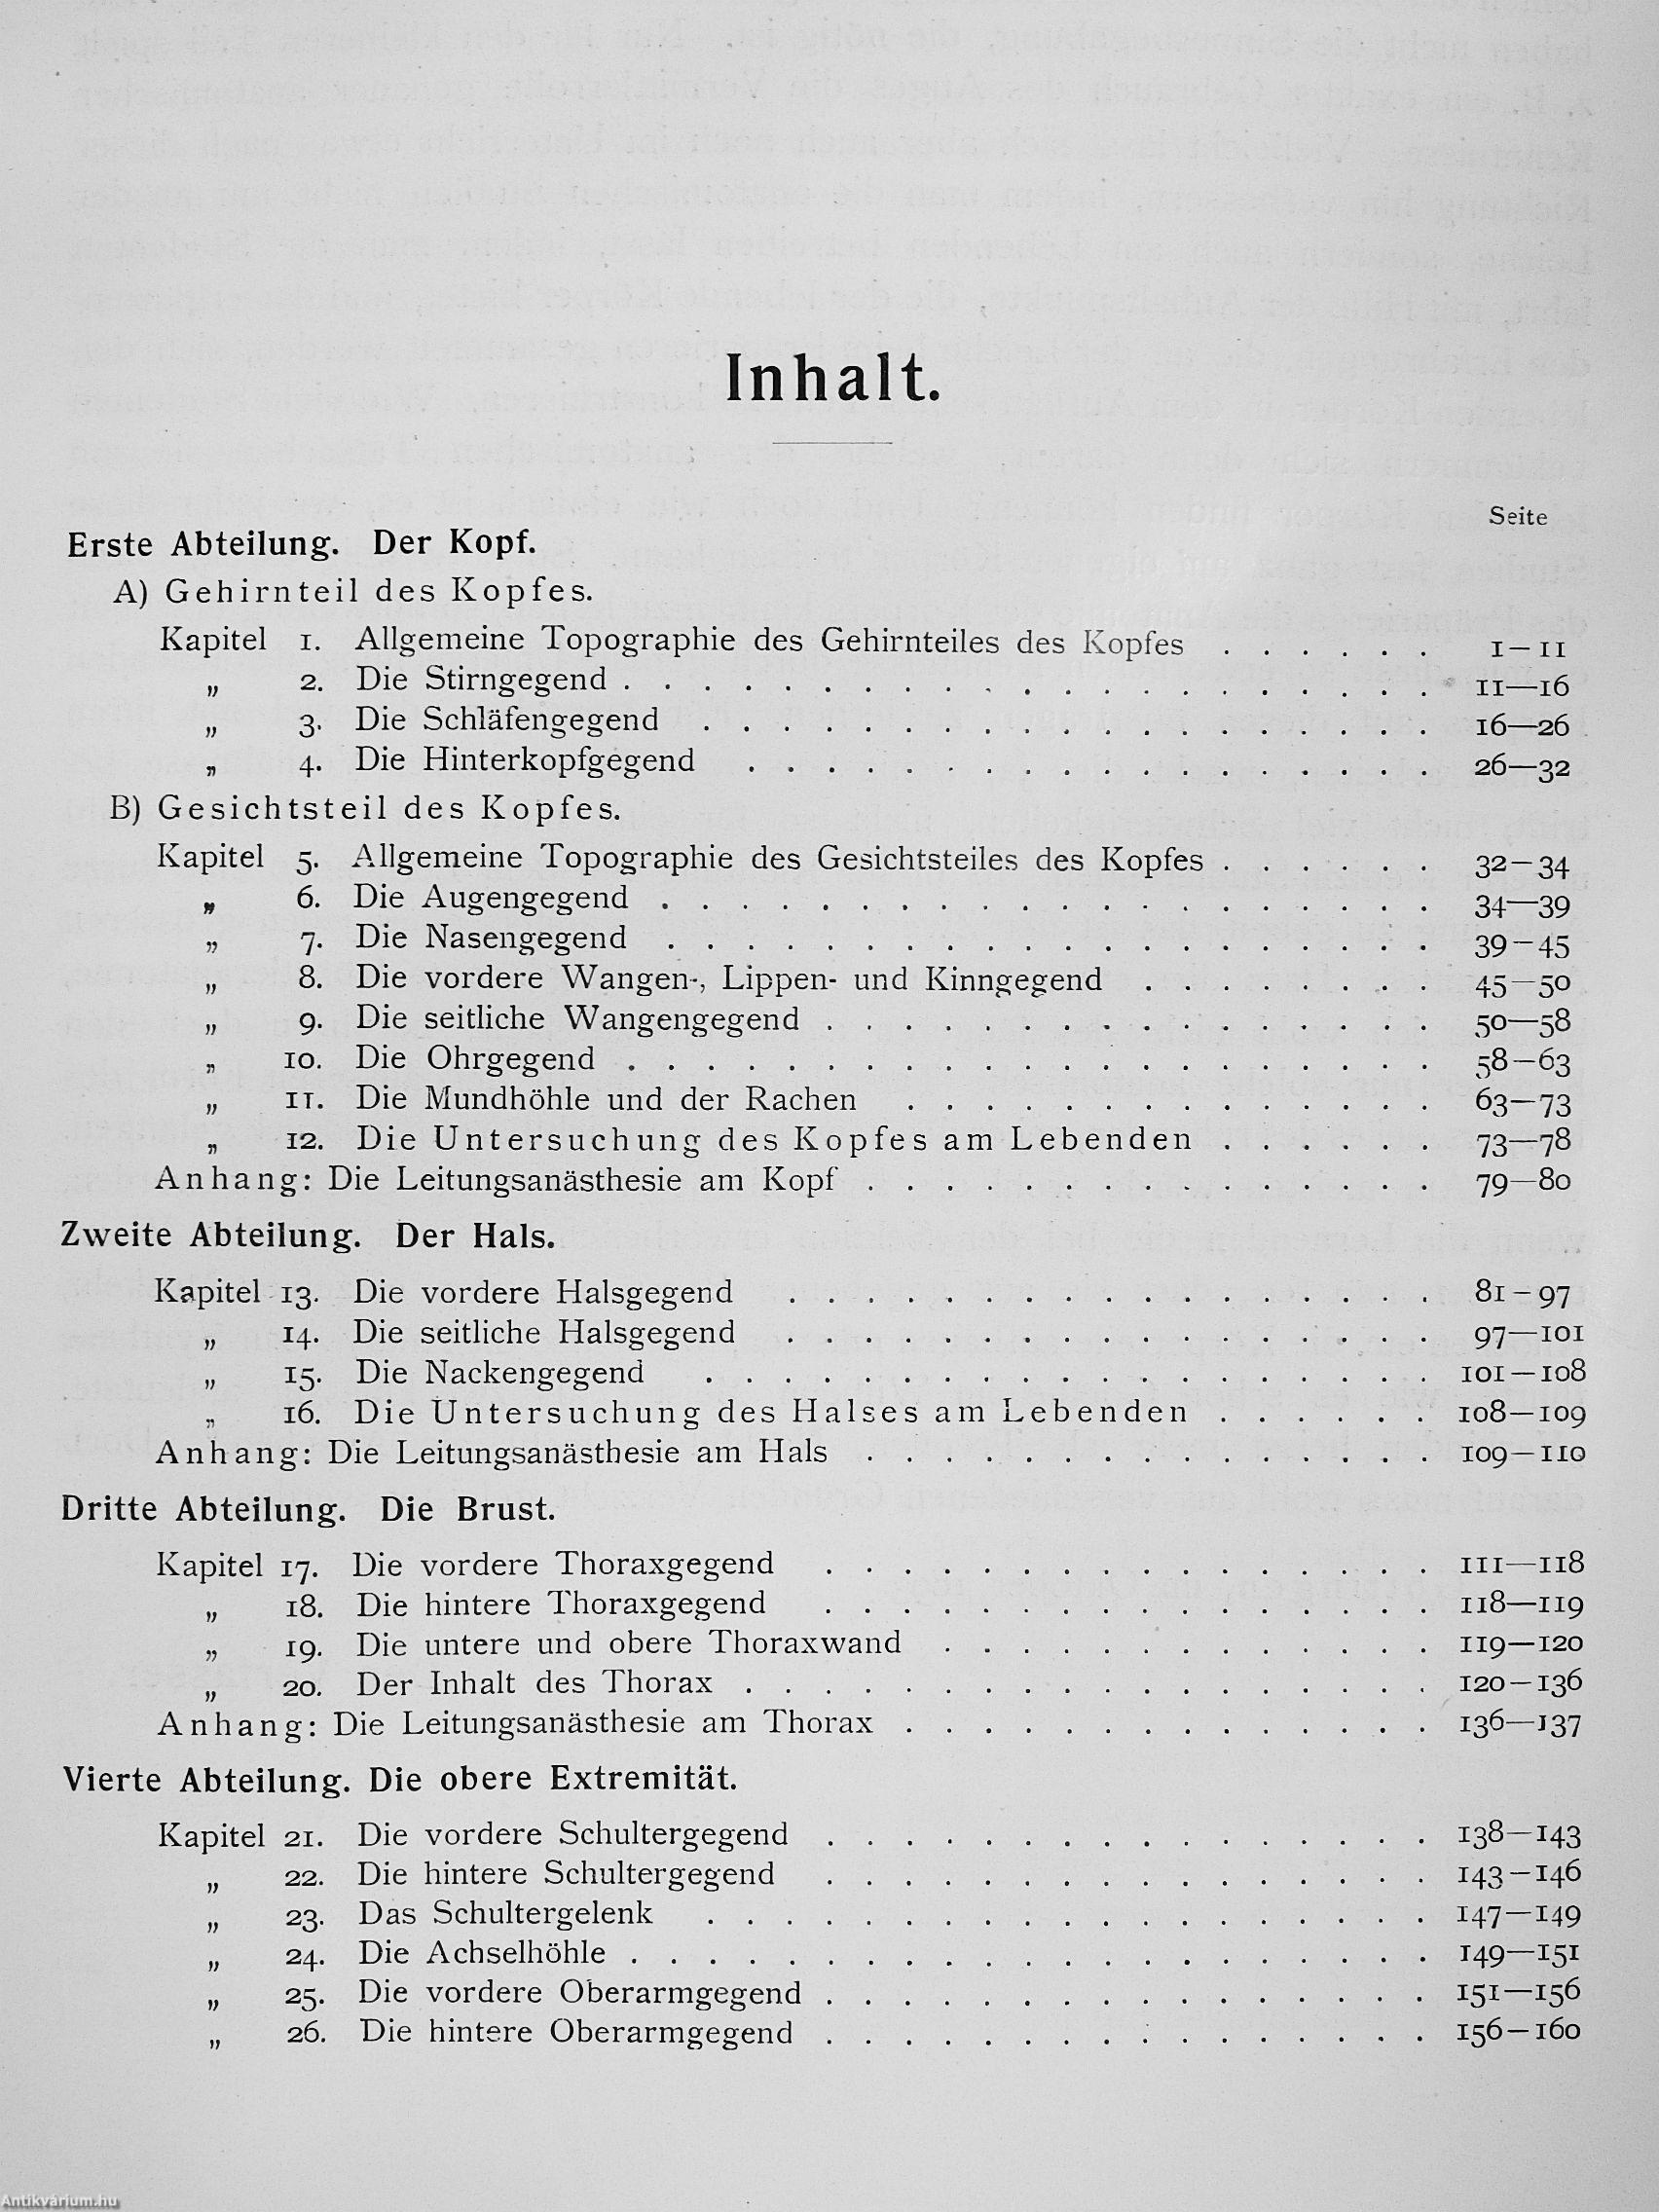 Inhalt.
Seite
Erste Abteilung. Der Kopf.
A) Gehirnteil des Kopfes.
Kapitel 1. Allgemeine Topographie des Gehirnteiles des Kopfes . . . . . . 1–11
„ 2. Die Stirngegend . . . . . . . . . . . . . . . . . . . . . 11—16
„ 3. Die Schläfengegend . . . . . . . . . . . . . . . . . . . 16—26
„ 4. Die Hinterkopfgegend . . . . . . . . . . . . . . . . . . 26—32
B) Gesichtsteil des Kopfes.
Kapitel 5. Allgemeine Topographie des Gesichtsteiles des Kopfes . . . . . . 32–34
„ 6. Die Augengegend . . . . . . . . . . . . . . . . . . . . 34—39
„ 7. Die Nasengegend . . . . . . . . . . . . . . . . . . . . 39–45
„ 8. Die vordere Wangen-, Lippen- und Kinngegend . . . . . . . . 45—50
„ 9. Die seitliche Wangengegend . . . . . . . . . . . . . . . . 50—58
„ 10. Die Ohrgegend . . . . . . . . . . . . . . . . . . . . . 58–63
„ 11. Die Mundhöhle und der Rachen . . . . . . . . . . . . . . 63—73
„ 12. Die Untersuchung des Kopfes am Lebenden . . . . . . 73—78
Anhang: Die Leitungsanästhesie am Kopf . . . . . . . . . . . . . . . 79—80
Zweite Abteilung. Der Hals.
Kapitel 13. Die vordere Halsgegend . . . . . . . . . . . . . . . . . 81–97
„ 14. Die seitliche Halsgegend . . . . . . . . . . . . . . . . . 97—101
„ 15. Die Nackengegend . . . . . . . . . . . . . . . . . . . 101—108
„ 16. Die Untersuchung des Halses am Lebenden . . . . . . 108—109
Anhang: Die Leitungsanästhesie am Hals . . . . . . . . . . . . . . . 109—110
Dritte Abteilung. Die Brust.
Kapitel 17. Die vordere Thoraxgegend . . . . . . . . . . . . . . . . 111—118
„ 18. Die hintere Thoraxgegend . . . . . . . . . . . . . . . . 118—119
„ 19. Die untere und obere Thoraxwand . . . . . . . . . . . . . 119—120
„ 20. Der Inhalt des Thorax . . . . . . . . . . . . . . . . . . 120—136
Anhang: Die Leitungsanästhesie am Thorax . . . . . . . . . . . . . . 136—137
Vierte Abteilung. Die obere Extremität.
Kapitel 21. Die vordere Schultergegend . . . . . . . . . . . . . . . . 138—143
„ 22. Die hintere Schultergegend . . . . . . . . . . . . . . . . 143—146
„ 23. Das Schultergelenk . . . . . . . . . . . . . . . . . . . 147—149
„ 24. Die Achselhöhle . . . . . . . . . . . . . . . . . . . . . 149—151
„ 25. Die vordere Oberarmgegend . . . . . . . . . . . . . . . . 151—156
„ 26. Die hintere Oberarmgegend . . . . . . . . . . . . . . . . 156—160
Antikvárium.hu